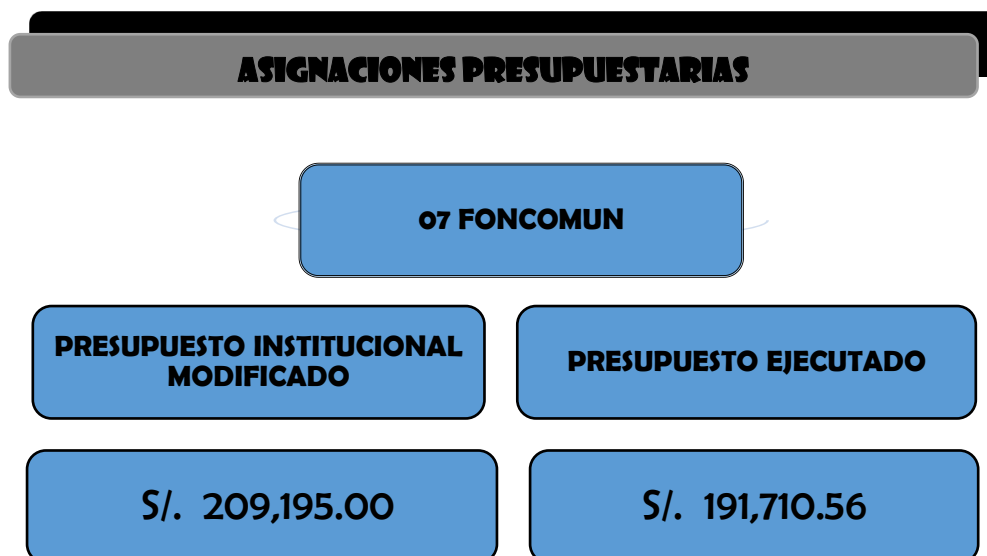 ASIGNACIONES PRESUPUESTARIAS
07 FONCOMUN
PRESUPUESTO INSTITUCIONAL
MODIFICADO
PRESUPUESTO EJECUTADO
S/. 209,195.00
S/. 191,710.56